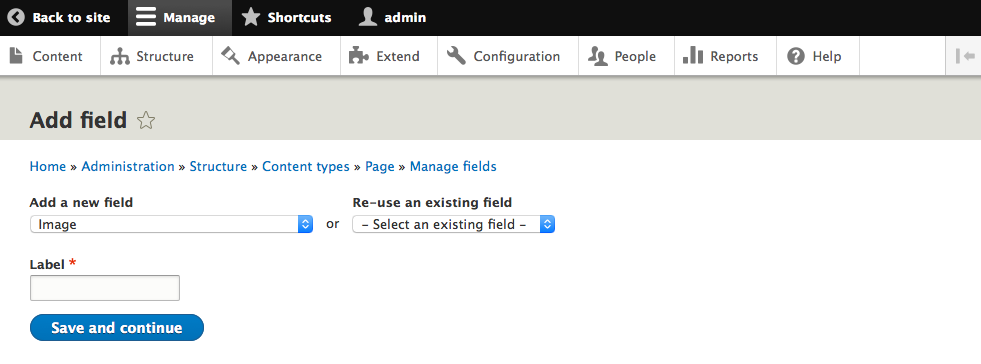 Back to site Manage Shortcuts admin
Content Structure Appearance Extend Configuration People Reports Help
Add field
Home » Administration » Structure » Content types » Page » Manage fields
Add a new field Re-use an existing field
Image or - Select an existing field -
Label *
Save and continue